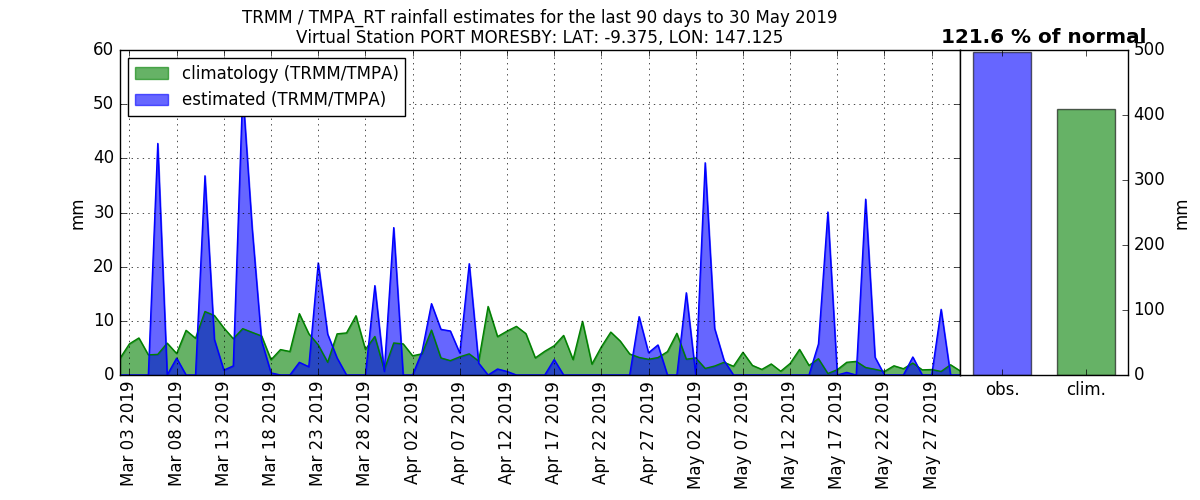 TRMM / TMPA_RT rainfall estimates for the last 90 days to 30 May 2019
Virtual Station PORT MORESBY: LAT: -9.375, LON: 147.125
121.6 % of normal
climatology (TRMM/TMPA)
estimated (TRMM/TMPA)
60
50
40
30
20
10
0
mm
Mar 03 2019
Mar 08 2019
Mar 13 2019
Mar 18 2019
Mar 23 2019
Mar 28 2019
Apr 02 2019
Apr 07 2019
Apr 12 2019
Apr 17 2019
Apr 22 2019
Apr 27 2019
May 02 2019
May 07 2019
May 12 2019
May 17 2019
May 22 2019
May 27 2019
500
400
300
200
100
0
mm
obs.
clim.